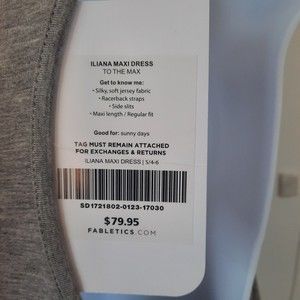 ILIANA MAXI DRESS
TO THE MAX
Get to know me:
• Silky, soft jersey fabric
• Racerback straps
• Side slits
• Maxi length / Regular fit
Good for: sunny days
TAG MUST REMAIN ATTACHED
FOR EXCHANGES & RETURNS
ILIANA MAXI DRESS | S/4-6
SD1721802-0123-17030
$79.95
FABLETICS.COM